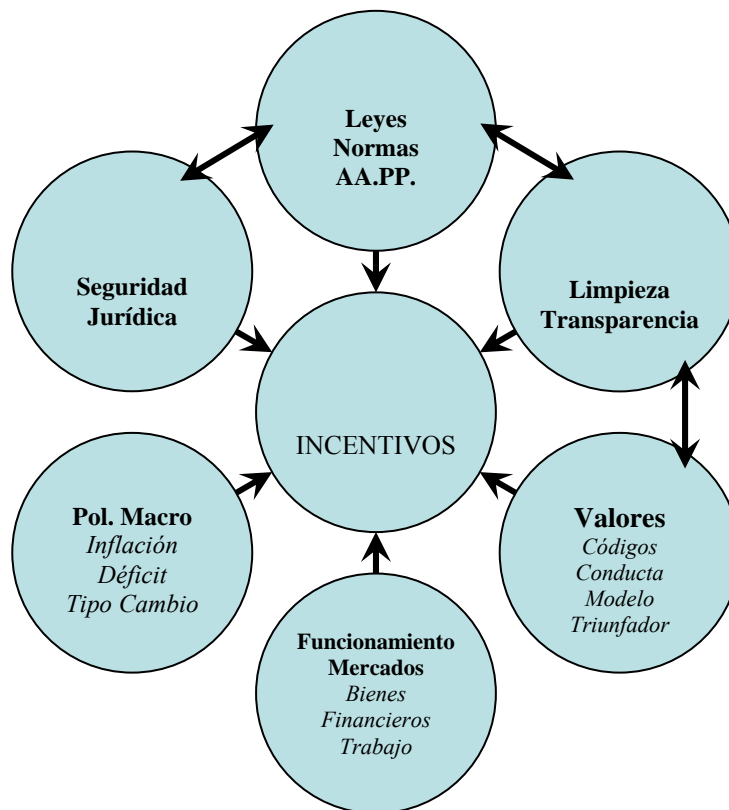 Leyes
Normas
AA.PP.
Seguridad
Jurídica
Limpieza
Transparencia
INCENTIVOS
Pol. Macro
Inflación
Déficit
Tipo Cambio
Valores
Códigos
Conducta
Modelo
Triunfador
Funcionamiento
Mercados
Bienes
Financieros
Trabajo